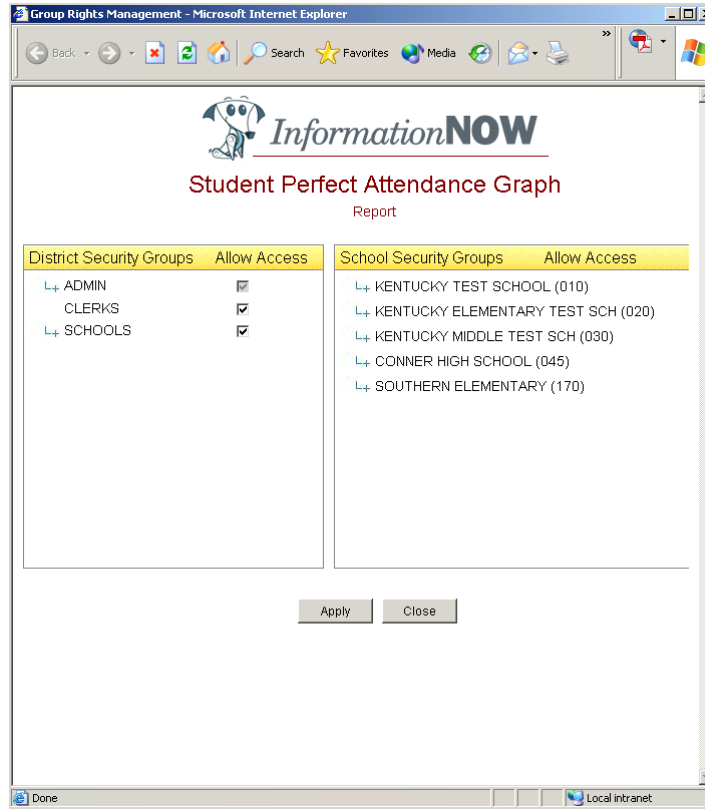 Group Rights Management - Microsoft Internet Explorer
Back Search Favorites Media »
InformationNOW
Student Perfect Attendance Graph
Report
District Security Groups Allow Access
ADMIN
CLERKS
SCHOOLS
School Security Groups Allow Access
KENTUCKY TEST SCHOOL (010)
KENTUCKY ELEMENTARY TEST SCH (020)
KENTUCKY MIDDLE TEST SCH (030)
CONNER HIGH SCHOOL (045)
SOUTHERN ELEMENTARY (170)
Apply Close
Done Local intranet